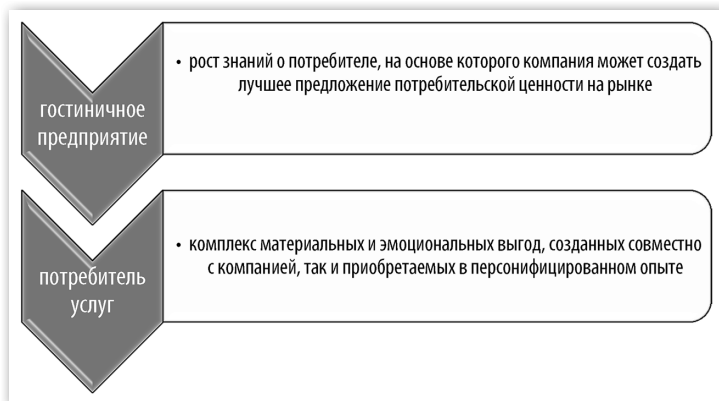 гостиничное
предприятие
• рост знаний о потребителе, на основе которого компания может создать
лучшее предложение потребительской ценности на рынке
потребитель
услуг
• комплекс материальных и эмоциональных выгод, созданных совместно
с компанией, так и приобретаемых в персонифицированном опыте